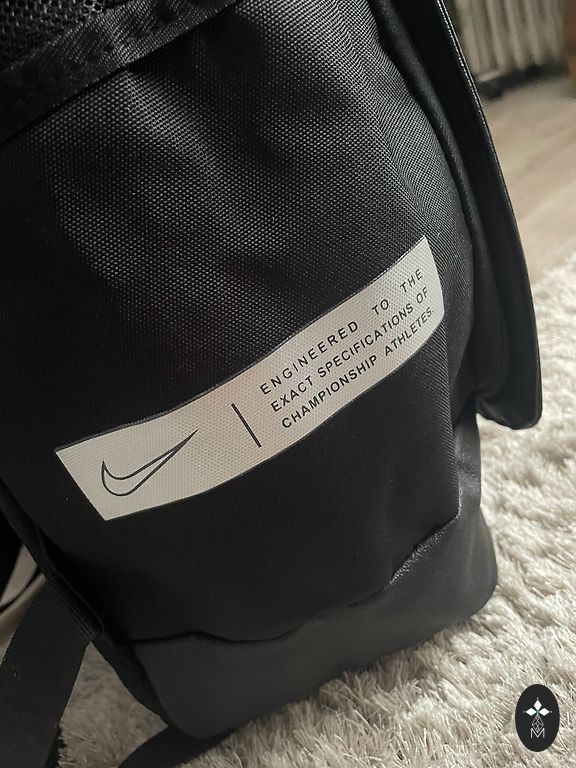 ENGINEERED TO THE
EXACT SPECIFICATIONS OF
CHAMPIONSHIP ATHLETES.